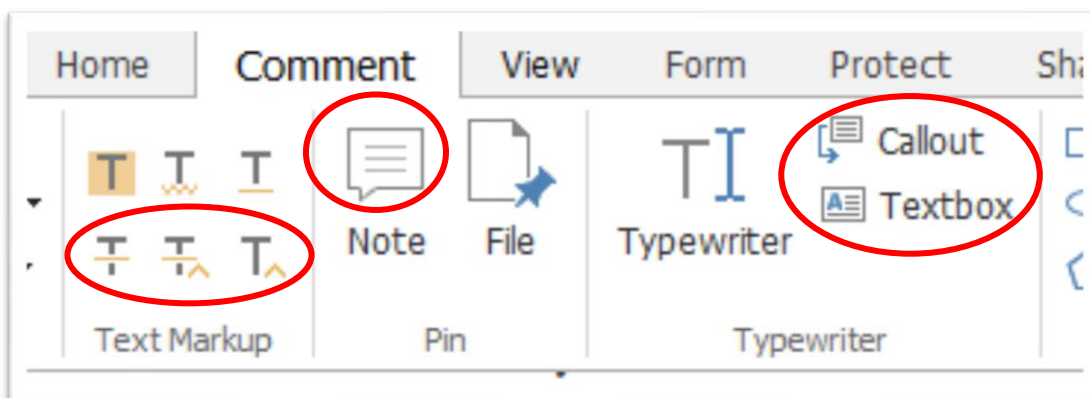 Home Comment View Form Protect
Callout
Textbox
Note File Typewriter
Text Markup Pin Typewriter